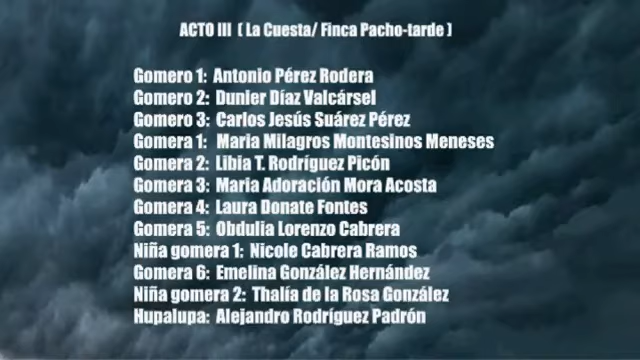 ACTO III ( La Cuesta/ Finca Pacho-tarde )
Gomero 1: Antonio Pérez Rodera
Gomero 2: Dunier Díaz Valcársel
Gomero 3: Carlos Jesús Suárez Pérez
Gomera 1: Maria Milagros Montesinos Meneses
Gomera 2: Libia T. Rodríguez Picón
Gomera 3: Maria Adoración Mora Acosta
Gomera 4: Laura Donate Fontes
Gomera 5: Obdulia Lorenzo Cabrera
Niña gomera 1: Nicole Cabrera Ramos
Gomera 6: Emelina González Hernández
Niña gomera 2: Thalía de la Rosa González
Hupalupa: Alejandro Rodríguez Padrón